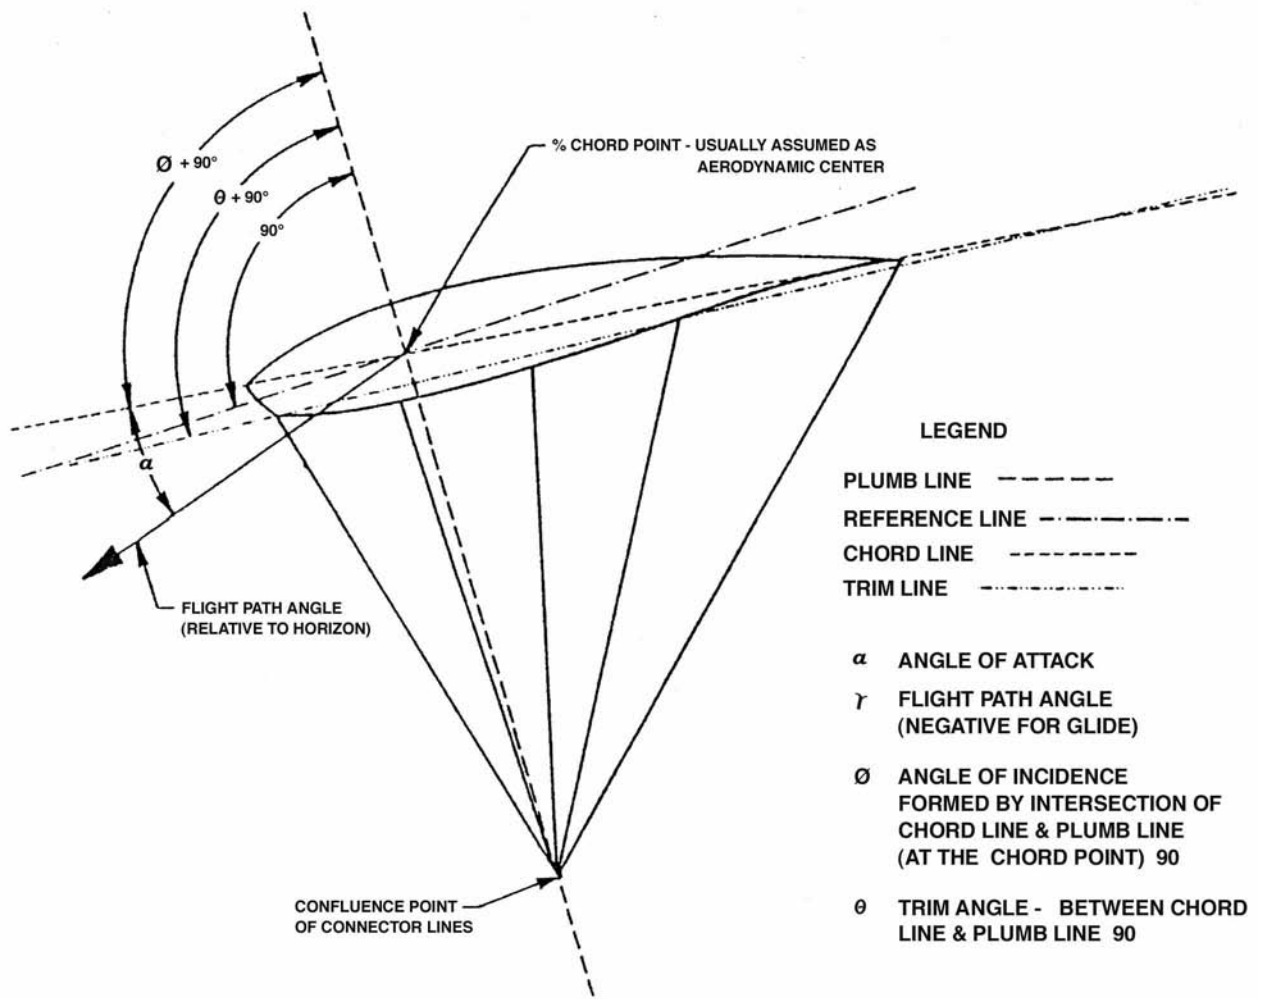 Ø + 90°
θ + 90°
90°
% CHORD POINT - USUALLY ASSUMED AS
AERODYNAMIC CENTER
α
FLIGHT PATH ANGLE
(RELATIVE TO HORIZON)
CONFLUENCE POINT
OF CONNECTOR LINES
LEGEND
PLUMB LINE
REFERENCE LINE
CHORD LINE
TRIM LINE
α ANGLE OF ATTACK
γ FLIGHT PATH ANGLE
(NEGATIVE FOR GLIDE)
Ø ANGLE OF INCIDENCE
FORMED BY INTERSECTION OF
CHORD LINE & PLUMB LINE
(AT THE CHORD POINT) 90
θ TRIM ANGLE - BETWEEN CHORD
LINE & PLUMB LINE 90